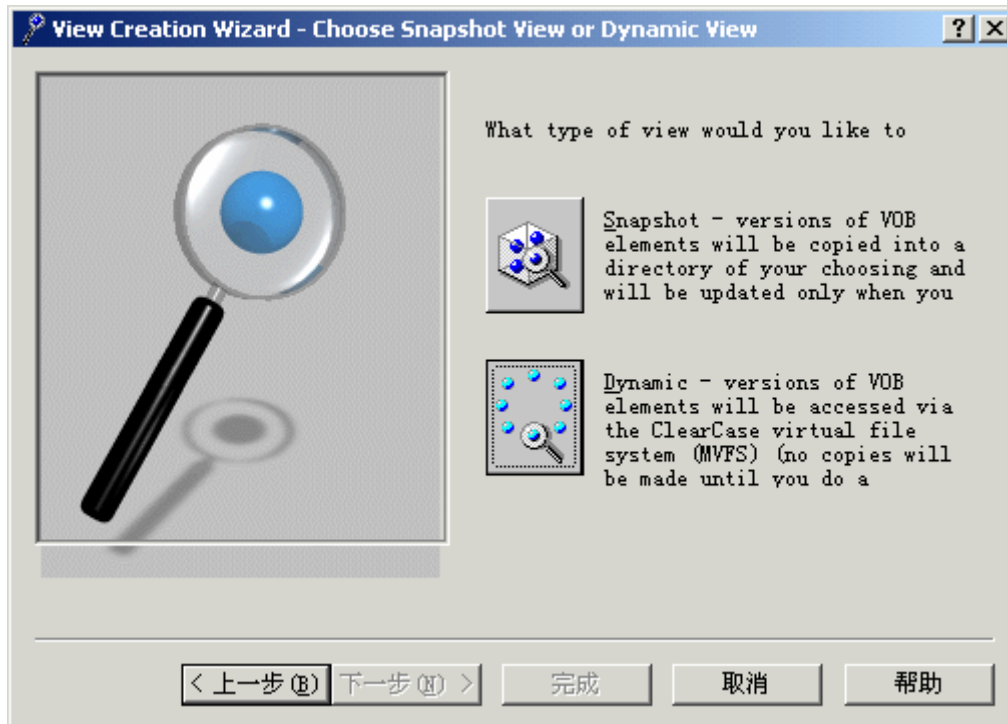 View Creation Wizard - Choose Snapshot View or Dynamic View
What type of view would you like to
Snapshot - versions of VOB
elements will be copied into a
directory of your choosing and
will be updated only when you
Dynamic - versions of VOB
elements will be accessed via
the ClearCase virtual file
system (MVFS) (no copies will
be made until you do a
< 上一步(B)
下一步(N) >
完成
取消
帮助